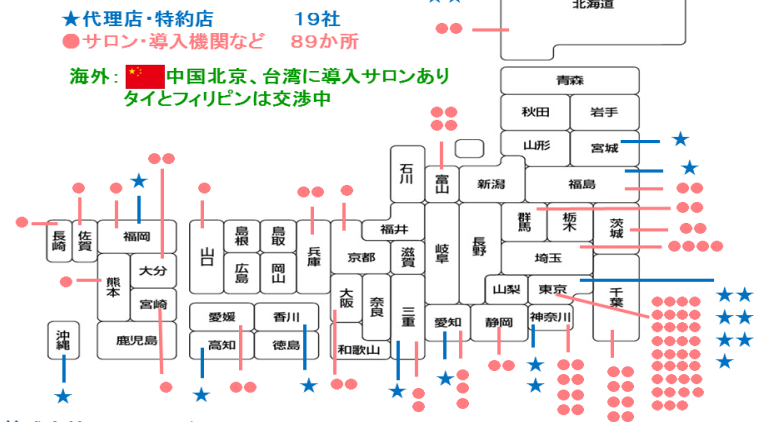 北海道
★代理店・特約店 19社
●サロン・導入機関など 89か所
海外： 中国北京、台湾に導入サロンあり
タイとフィリピンは交渉中
青森
秋田 岩手
山形 宮城
石川 富山 新潟 福島
長崎 佐賀 福岡 山口 島根 鳥取 兵庫 福井 岐阜 長野 群馬 栃木 茨城
熊本 大分 広島 岡山 京都 滋賀 埼玉
宮崎 大阪 奈良 三重 山梨 東京 千葉
沖縄 鹿児島 愛媛 香川 愛知 静岡 神奈川
高知 徳島 和歌山